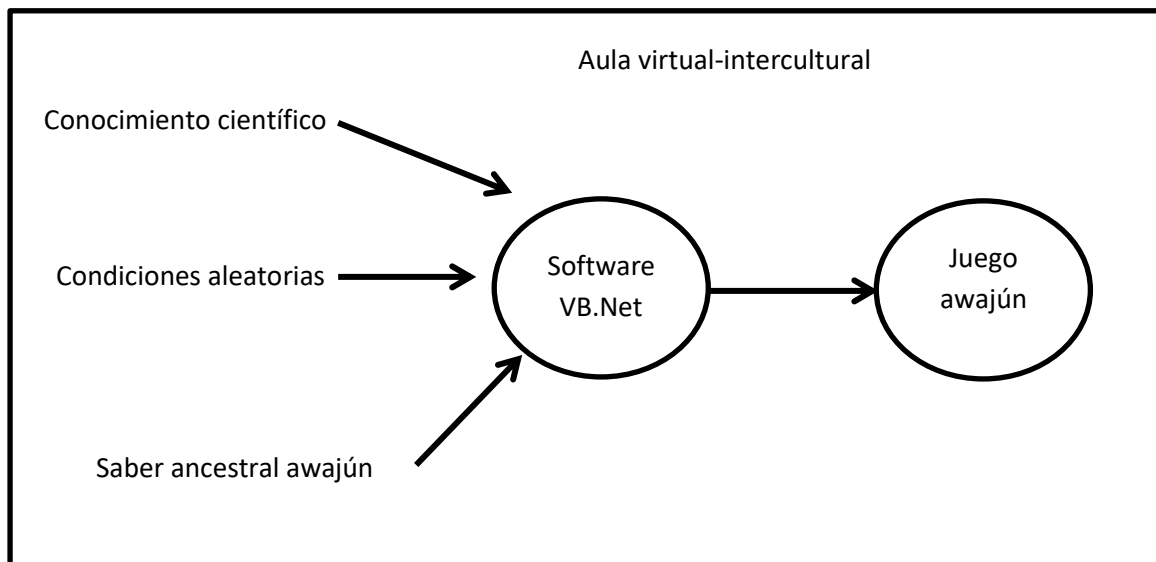 Aula virtual-intercultural
Conocimiento científico
Condiciones aleatorias
Software
VB.Net
Juego
awajún
Saber ancestral awajún